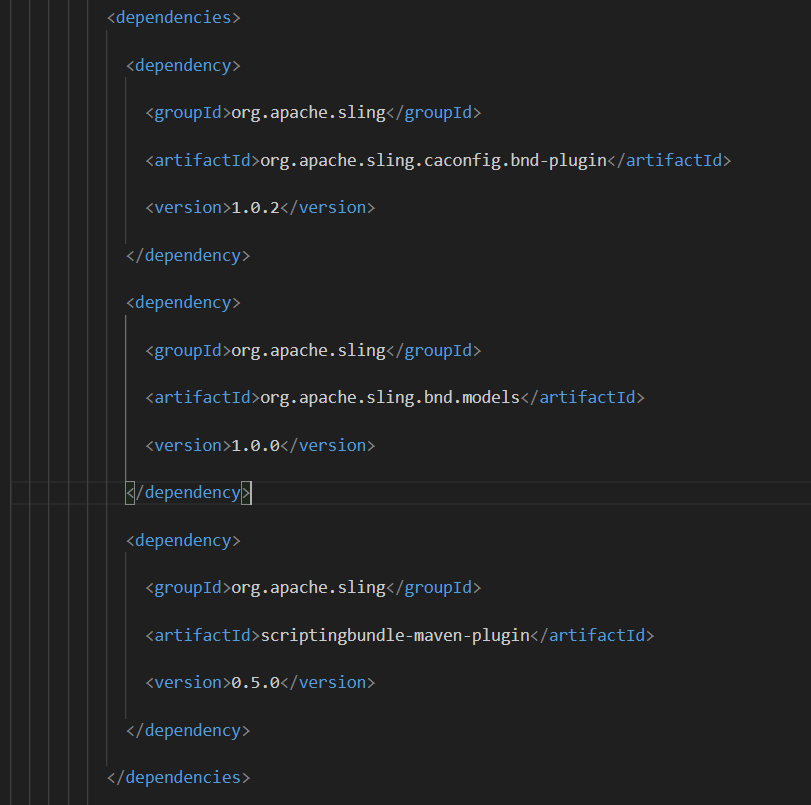 <dependencies>
<dependency>
<groupId>org.apache.sling</groupId>
<artifactId>org.apache.sling.caconfig.bnd-plugin</artifactId>
<version>1.0.2</version>
</dependency>
<dependency>
<groupId>org.apache.sling</groupId>
<artifactId>org.apache.sling.bnd.models</artifactId>
<version>1.0.0</version>
</dependency>
<dependency>
<groupId>org.apache.sling</groupId>
<artifactId>scriptingbundle-maven-plugin</artifactId>
<version>0.5.0</version>
</dependency>
</dependencies>